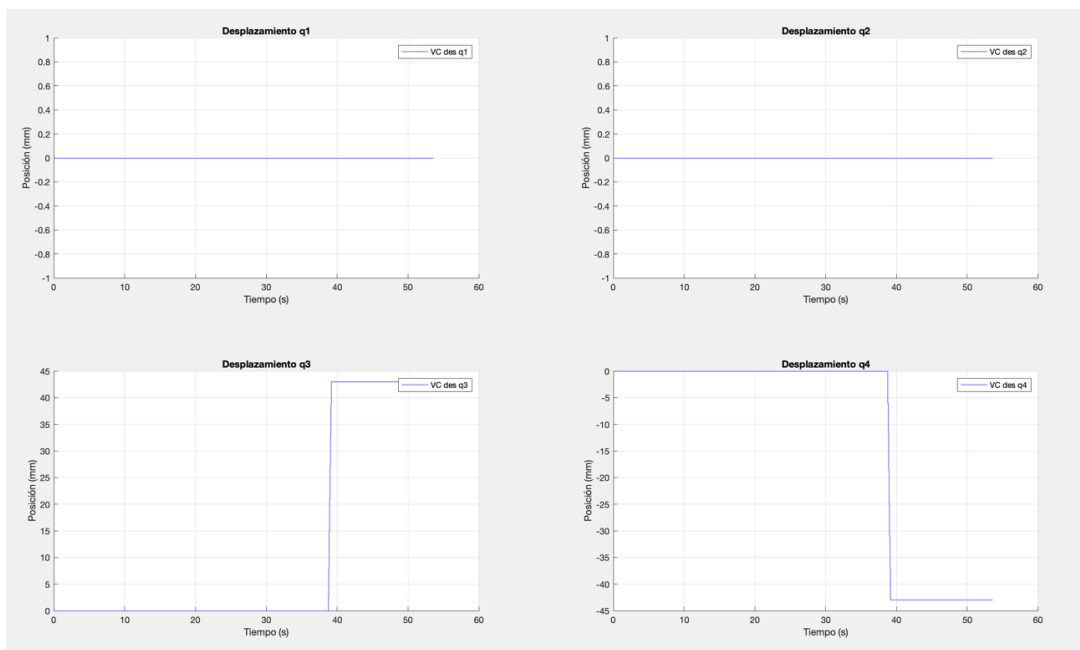 Desplazamiento q1
VC des q1
Posición (mm)
1
0.8
0.6
0.4
0.2
0
-0.2
-0.4
-0.6
-0.8
-1
0 10 20 30 40 50 60
Tiempo (s)
Desplazamiento q2
VC des q2
Posición (mm)
1
0.8
0.6
0.4
0.2
0
-0.2
-0.4
-0.6
-0.8
-1
0 10 20 30 40 50 60
Tiempo (s)
Desplazamiento q3
VC des q3
Posición (mm)
45
40
35
30
25
20
15
10
5
0
0 10 20 30 40 50 60
Tiempo (s)
Desplazamiento q4
VC des q4
Posición (mm)
0
-5
-10
-15
-20
-25
-30
-35
-40
-45
0 10 20 30 40 50 60
Tiempo (s)